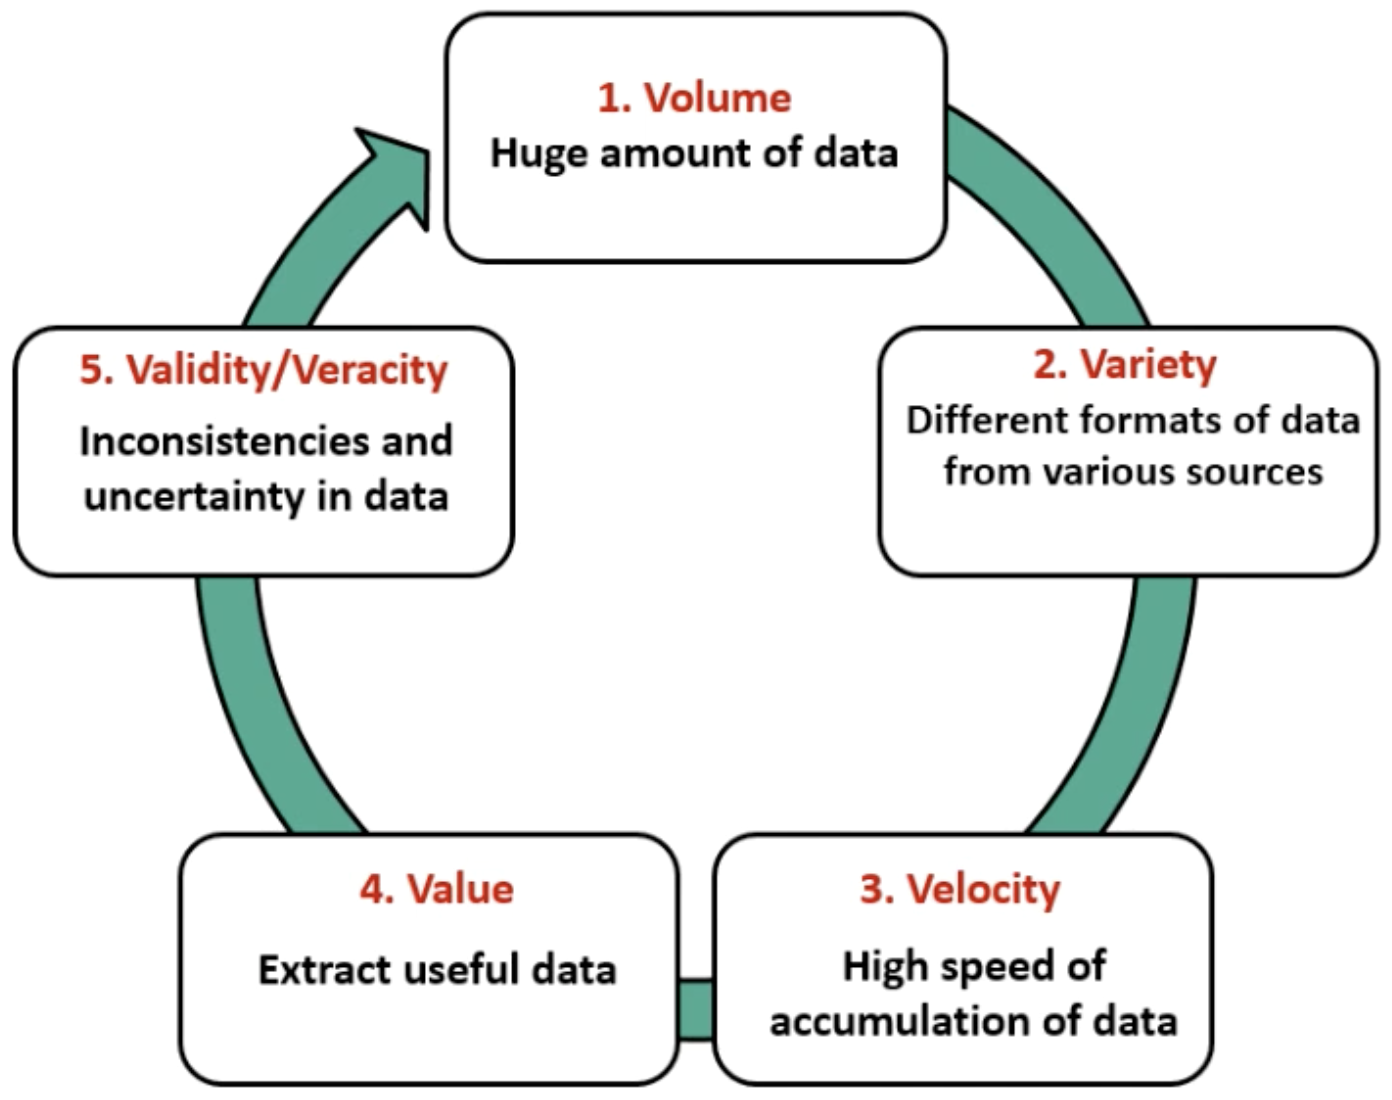 1. Volume
Huge amount of data
2. Variety
Different formats of data
from various sources
3. Velocity
High speed of
accumulation of data
4. Value
Extract useful data
5. Validity/Veracity
Inconsistencies and
uncertainty in data